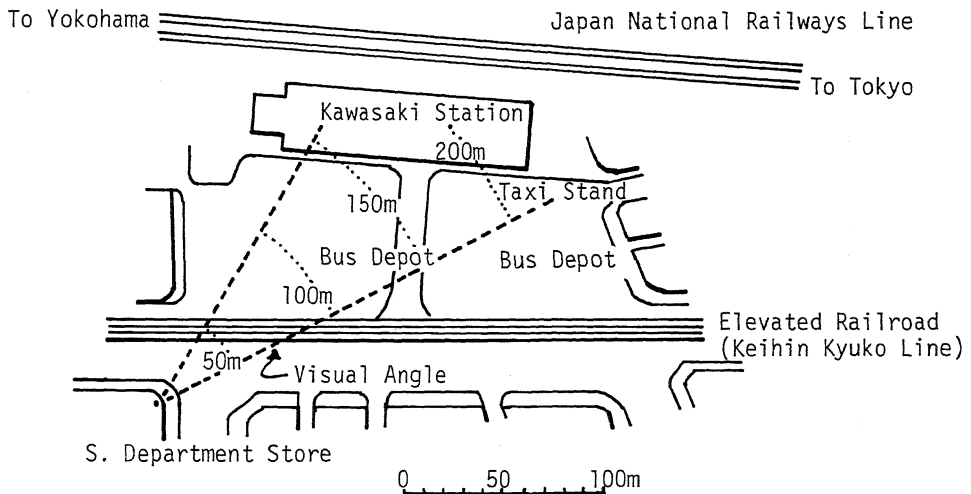 To Yokohama
Japan National Railways Line
To Tokyo
Kawasaki Station
200m
Taxi Stand
150m
Bus Depot
Bus Depot
100m
Elevated Railroad
(Keihin Kyuko Line)
50m
Visual Angle
S. Department Store
0 50 100m